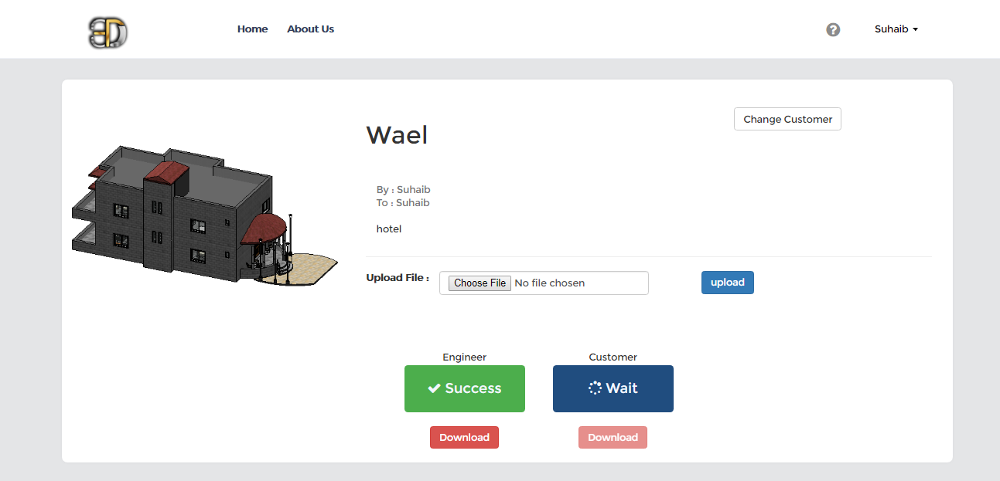 3D
Home
About Us
?
Suhaib
Wael
Change Customer
By : Suhaib
To : Suhaib
hotel
Upload File :
Choose File No file chosen
upload
Engineer
Customer
Success
Wait
Download
Download